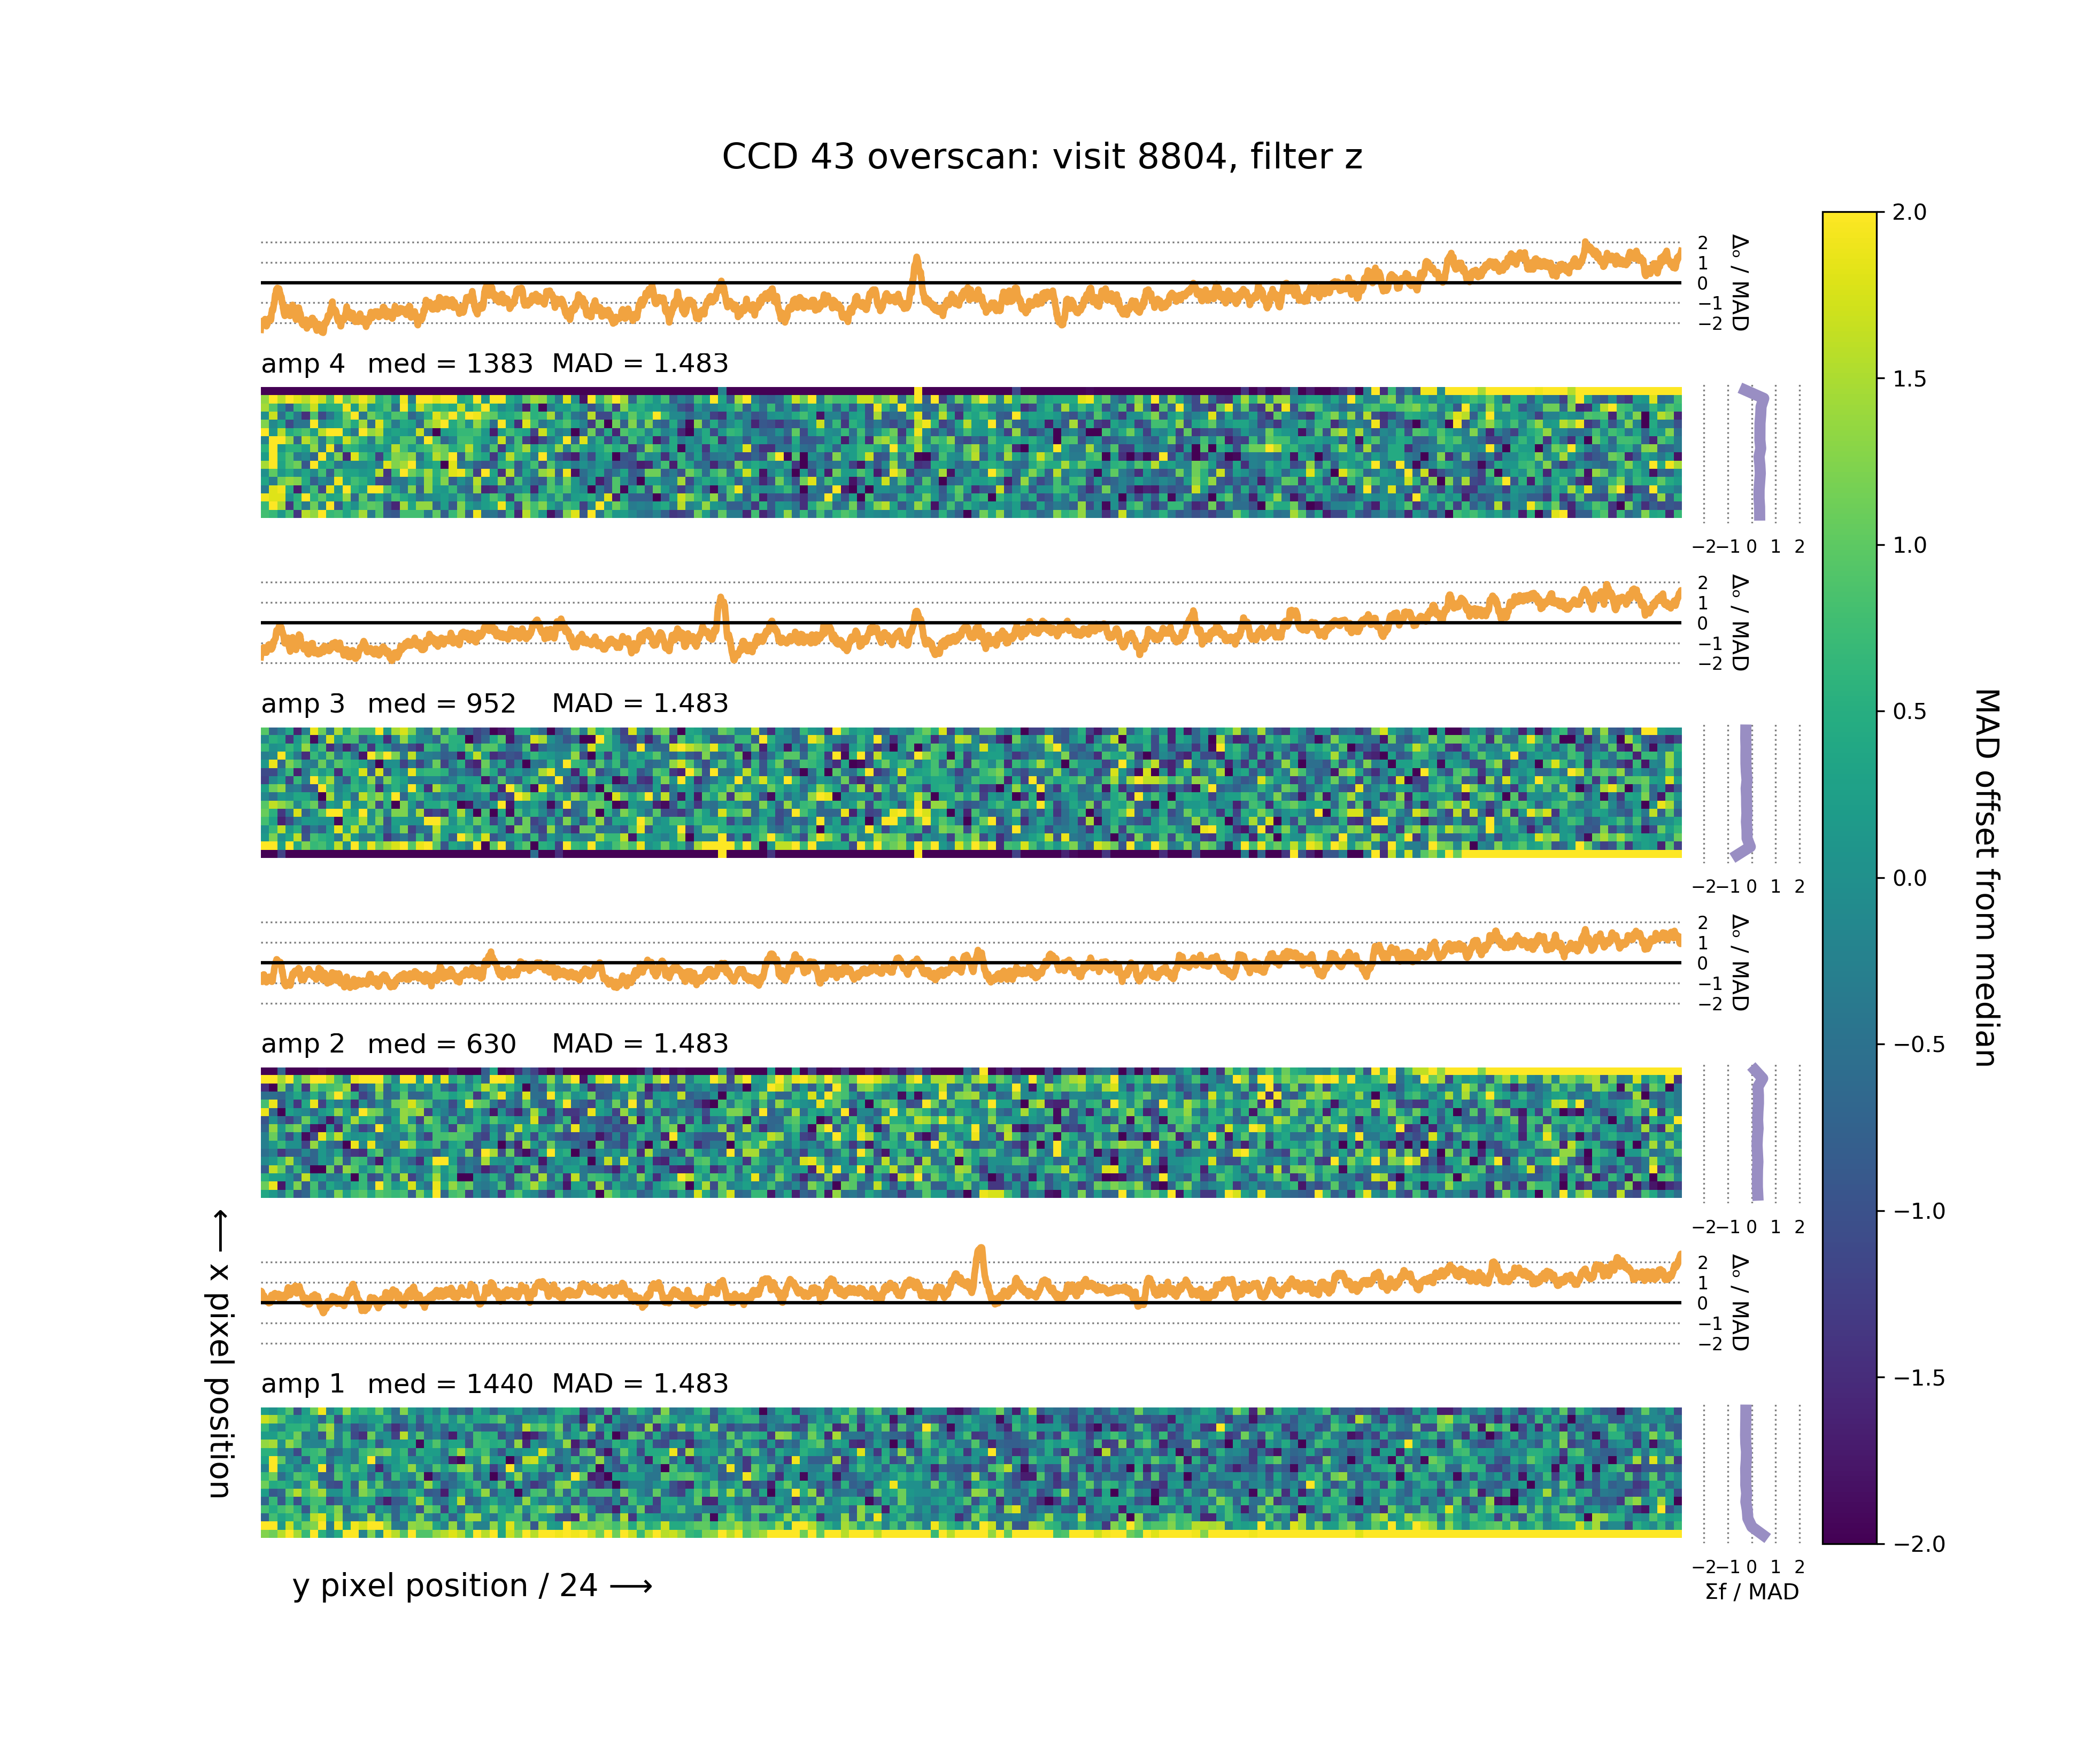 CCD 43 overscan: visit 8804, filter z
2
1
0
−1
−2
Δₒ / MAD
amp 4 med = 1383 MAD = 1.483
−2 −1 0 1 2
2
1
0
−1
−2
Δₒ / MAD
amp 3 med = 952 MAD = 1.483
−2 −1 0 1 2
2
1
0
−1
−2
Δₒ / MAD
amp 2 med = 630 MAD = 1.483
−2 −1 0 1 2
2
1
0
−1
−2
Δₒ / MAD
amp 1 med = 1440 MAD = 1.483
−2 −1 0 1 2
Σf / MAD
⟵ x pixel position
y pixel position / 24 ⟶
2.0
1.5
1.0
0.5
0.0
−0.5
−1.0
−1.5
−2.0
MAD offset from median